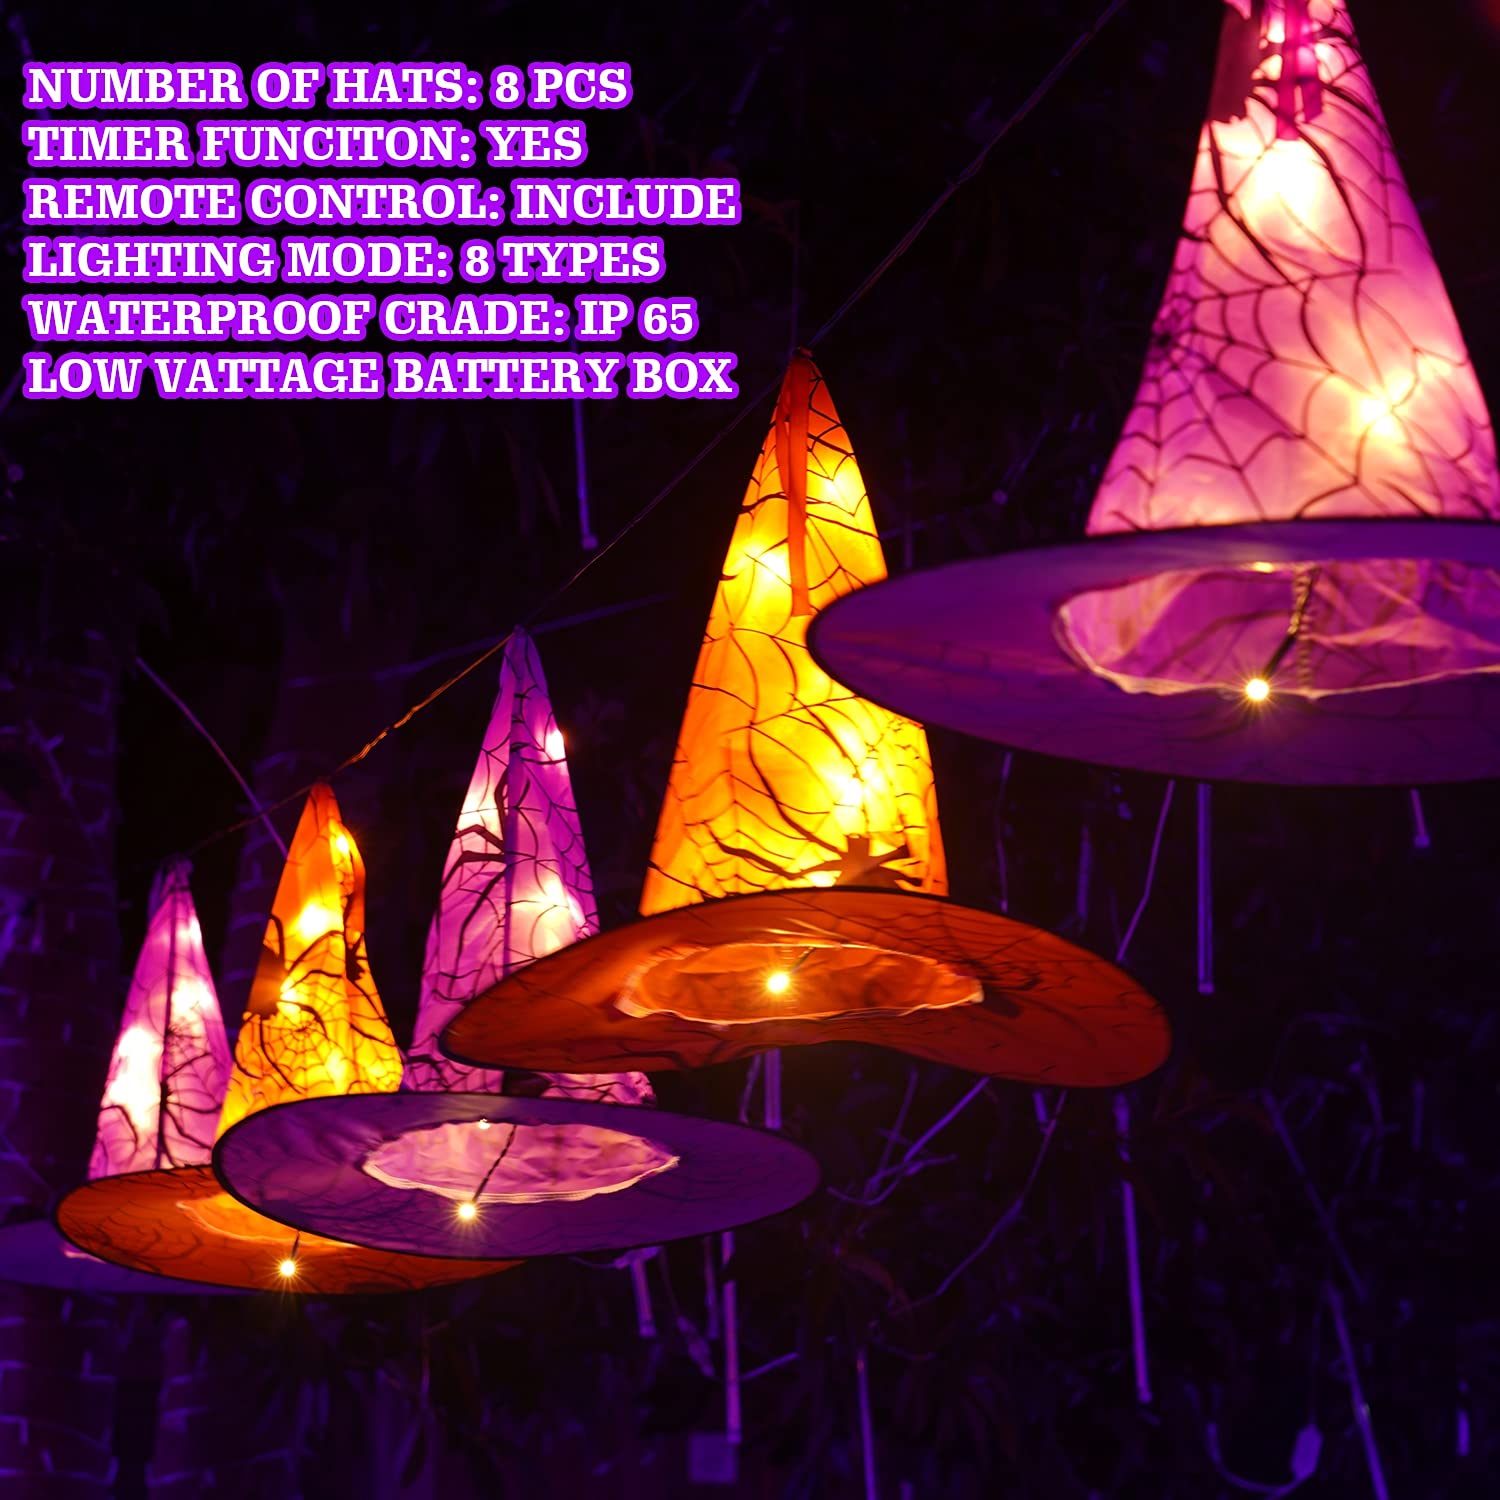 NUMBER OF HATS: 8 PCS
TIMER FUNCITON: YES
REMOTE CONTROL: INCLUDE
LIGHTING MODE: 8 TYPES
WATERPROOF CRADE: IP 65
LOW VATTAGE BATTERY BOX